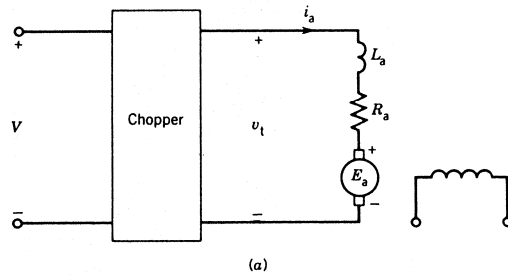 i_a
+ + L_a
R_a
Chopper
V v_t
+
E_a
− − −
(a)